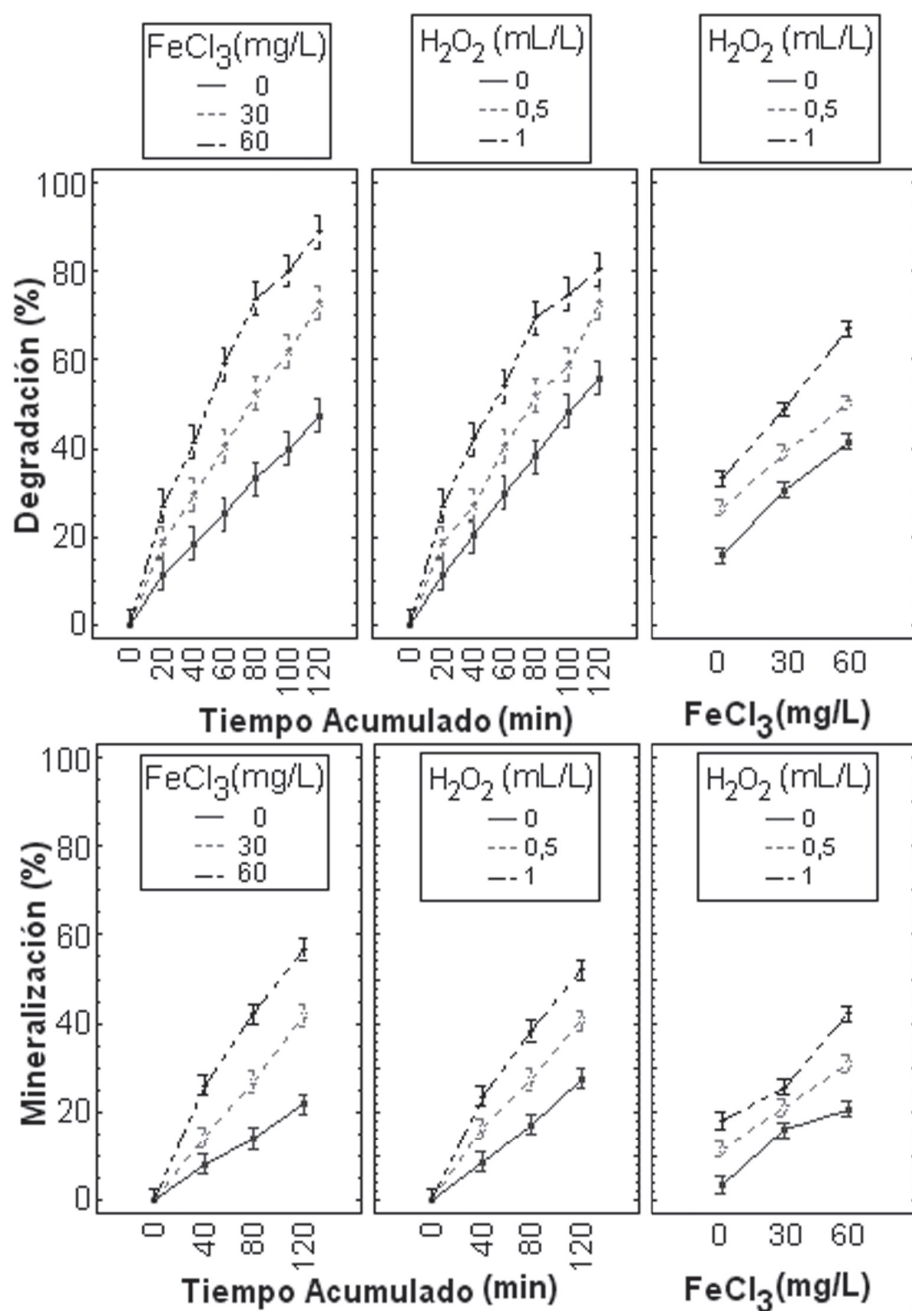 FeCl3(mg/L)
0
30
60
H2O2 (mL/L)
0
0,5
1
H2O2 (mL/L)
0
0,5
1
Degradación (%)
100
80
60
40
20
0
0 20 40 60 80 100 120
0 20 40 60 80 100 120
0 30 60
Tiempo Acumulado (min)
FeCl3(mg/L)
FeCl3(mg/L)
0
30
60
H2O2 (mL/L)
0
0,5
1
H2O2 (mL/L)
0
0,5
1
Mineralización (%)
100
80
60
40
20
0
0 40 80 120
0 40 80 120
0 30 60
Tiempo Acumulado (min)
FeCl3(mg/L)